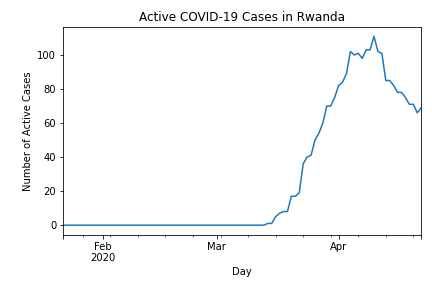 Active COVID-19 Cases in Rwanda
Number of Active Cases
100
80
60
40
20
0
Feb
2020
Mar
Apr
Day